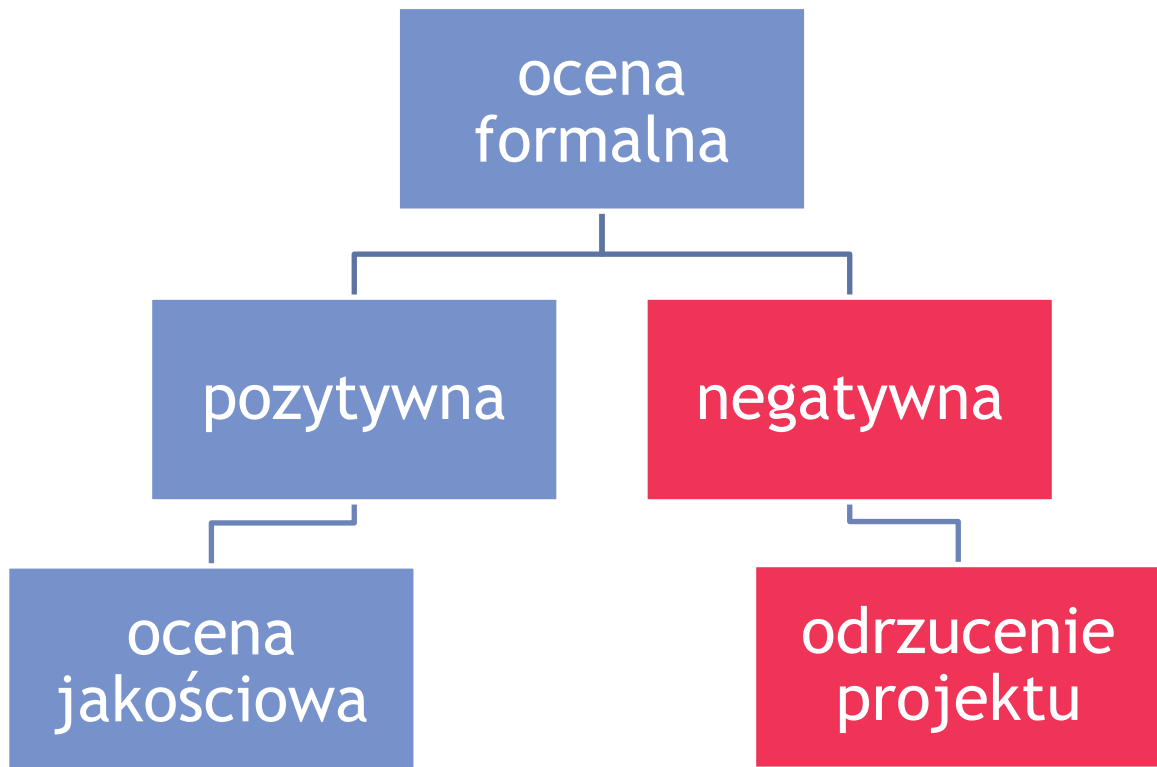 ocena
formalna
pozytywna
negatywna
ocena
jakościowa
odrzucenie
projektu